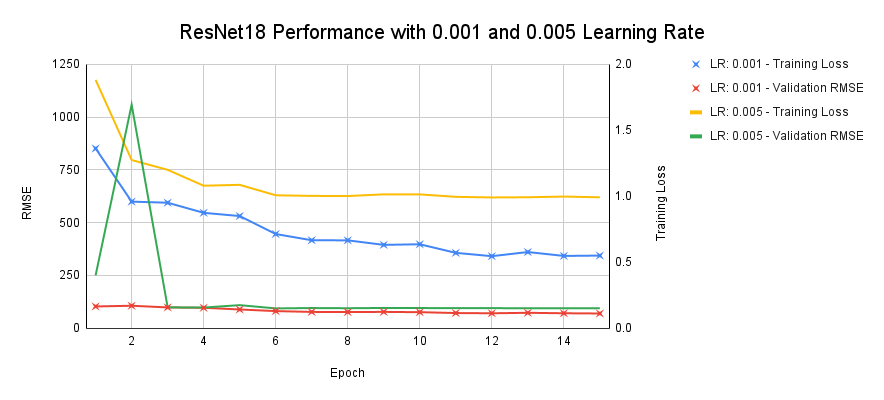 ResNet18 Performance with 0.001 and 0.005 Learning Rate
1250
1000
750
500
250
0
RMSE
2.0
1.5
1.0
0.5
0.0
Training Loss
2
4
6
8
10
12
14
Epoch
LR: 0.001 - Training Loss
LR: 0.001 - Validation RMSE
LR: 0.005 - Training Loss
LR: 0.005 - Validation RMSE